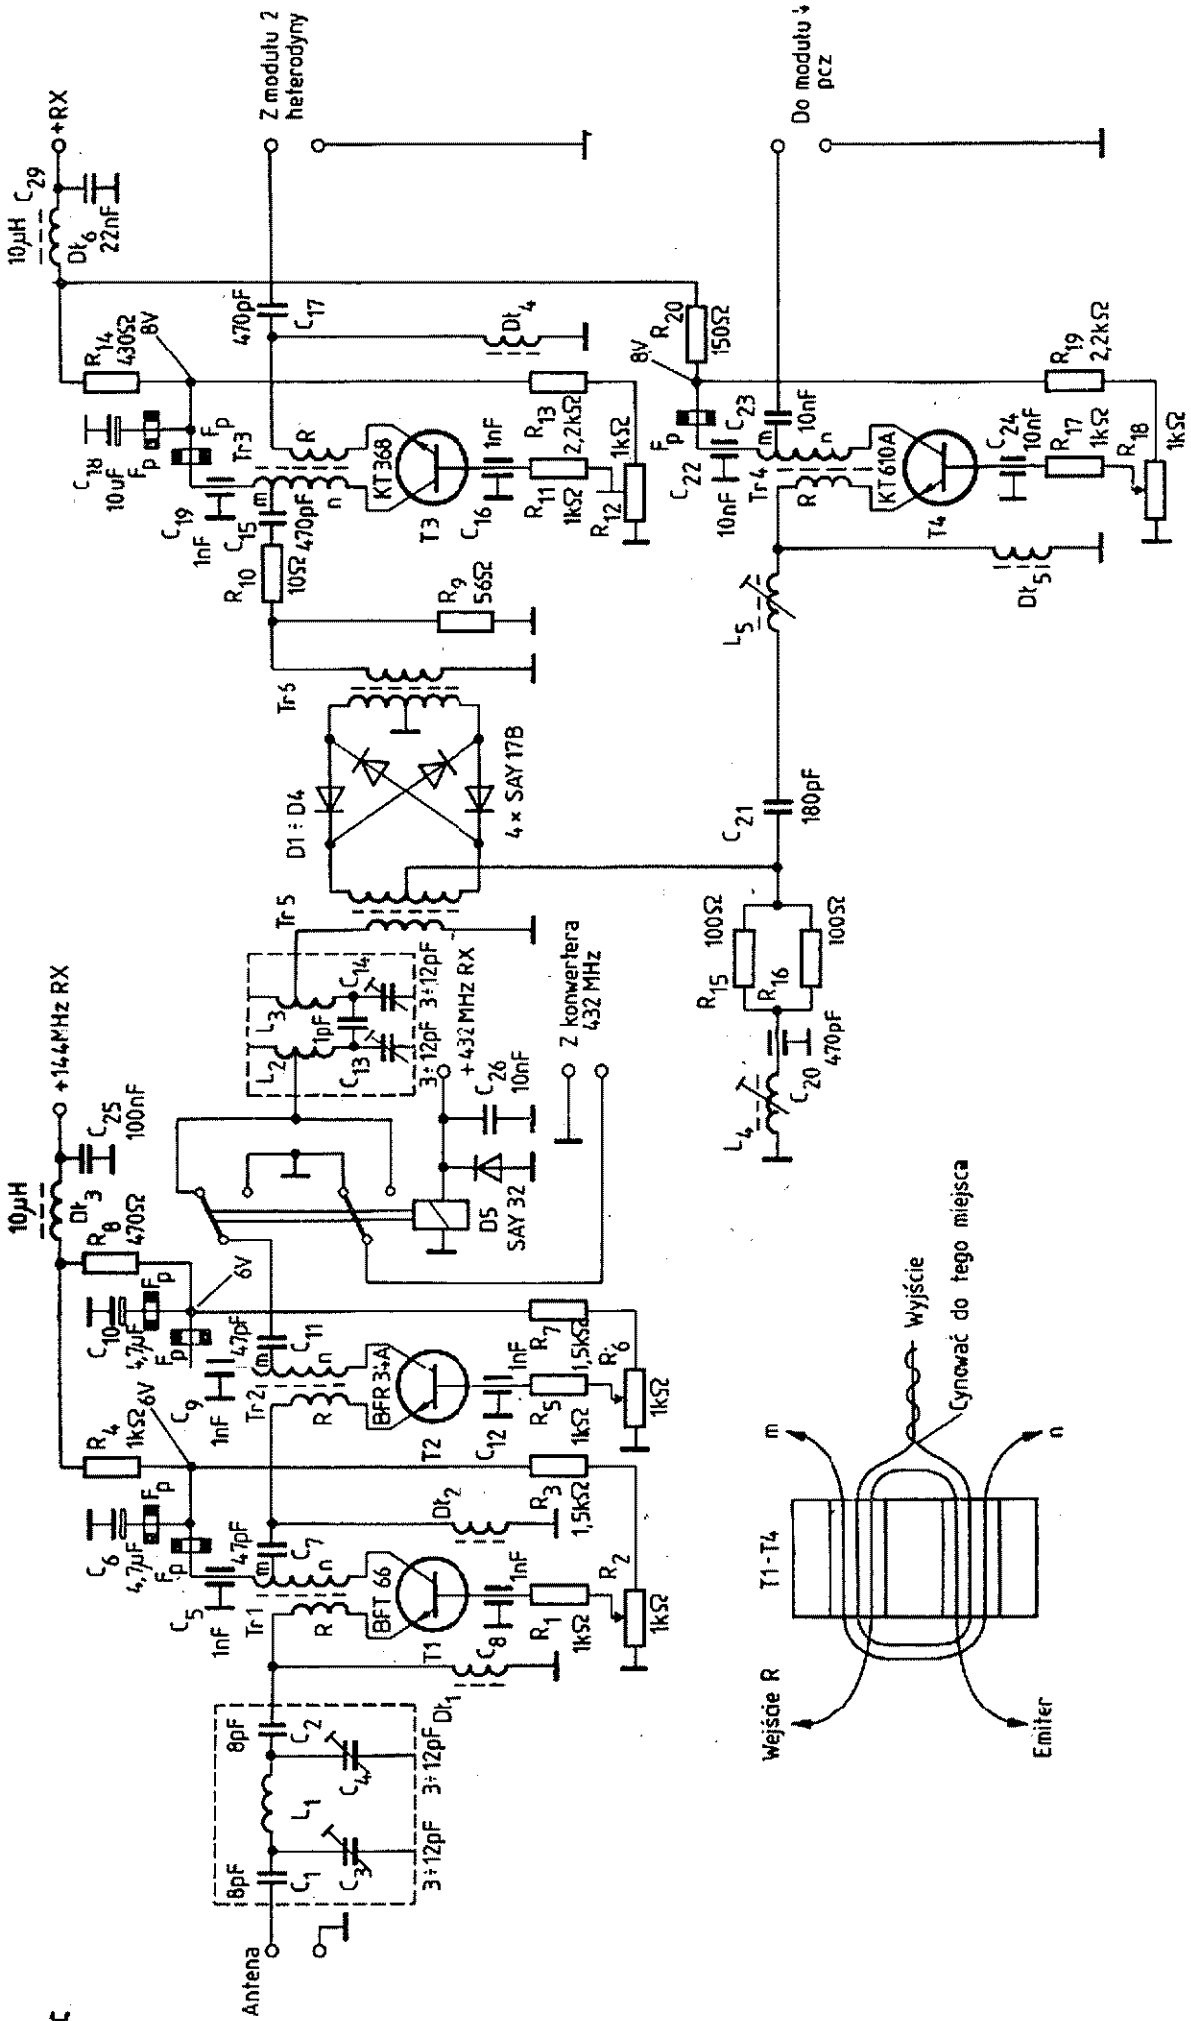 Antena
8pF
C1
L1
8pF
C2
C3
3÷12pF
C4
3÷12pF
Dł1
Tr1
R
m
n
BFT 66
T1
C8
1nF
R1
1kΩ
R2
1kΩ
C5
1nF
Fp
Fp
C6
4,7µF
6V
R4
1kΩ
47pF
C7
Dł2
R3
1,5kΩ
Tr2
R
m
n
BFR 34A
T2
C12
1nF
R5
1kΩ
R6
1kΩ
C9
1nF
Fp
Fp
C10
4,7µF
6V
R8
470Ω
47pF
C11
R7
1,5kΩ
10µH
Dł3
C25
100nF
+144MHz RX
D5
SAY 32
C26
10nF
+432 MHz RX
Z konwertera
432 MHz
L2
L3
1pF
C13
3÷12pF
C14
3÷12pF
Tr5
D1÷D4
4× SAY 17B
Tr6
R9
56Ω
R10
10Ω
C15
470pF
C19
1nF
Tr3
m
n
R
KT 368
T3
C16
1nF
R11
1kΩ
R12
1kΩ
R13
2,2kΩ
Fp
Fp
C18
10uF
R14
430Ω
8V
470pF
C17
Dł4
10µH
Dł6
C29
22nF
+RX
Z modułu 2
heterodyny
L4
C20
470pF
R15
100Ω
R16
100Ω
C21
180pF
L5
Dł5
Tr4
R
m
n
KT 610A
T4
C22
10nF
Fp
8V
R20
150Ω
C23
10nF
C24
10nF
R17
1kΩ
R18
1kΩ
R19
2,2kΩ
Do modułu 4
pcz
T1-T4
Wejście R
Emiter
m
n
Wyjście
Cynować do tego miejsca